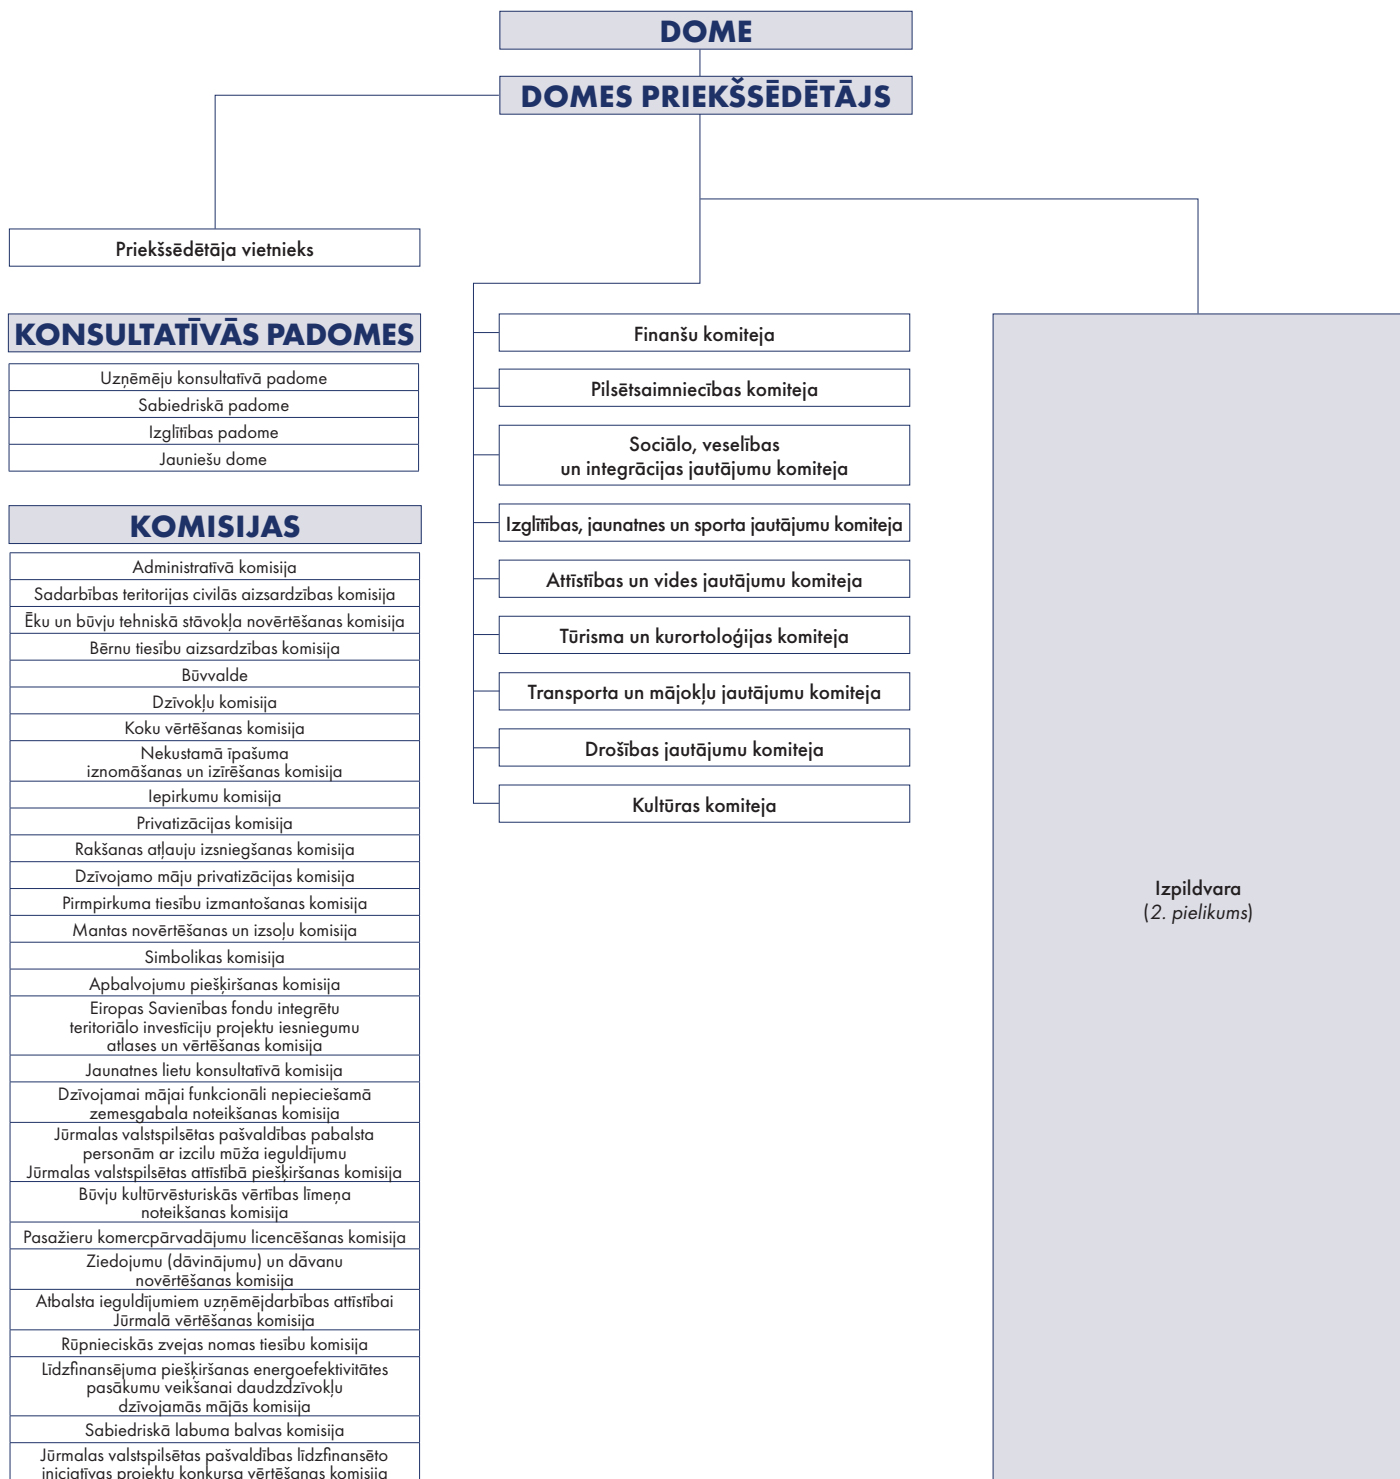 DOME
DOMES PRIEKŠSĒDĒTĀJS
Priekšsēdētāja vietnieks
KONSULTATĪVĀS PADOMES
Uzņēmēju konsultatīvā padome
Sabiedriskā padome
Izglītības padome
Jauniešu dome
KOMISIJAS
Administratīvā komisija
Sadarbības teritorijas civilās aizsardzības komisija
Ēku un būvju tehniskā stāvokļa novērtēšanas komisija
Bērnu tiesību aizsardzības komisija
Būvvalde
Dzīvokļu komisija
Koku vērtēšanas komisija
Nekustamā īpašuma
iznomāšanas un izīrēšanas komisija
Iepirkumu komisija
Privatizācijas komisija
Rakšanas atļauju izsniegšanas komisija
Dzīvojamo māju privatizācijas komisija
Pirmpirkuma tiesību izmantošanas komisija
Mantas novērtēšanas un izsoļu komisija
Simbolikas komisija
Apbalvojumu piešķiršanas komisija
Eiropas Savienības fondu integrētu
teritoriālo investīciju projektu iesniegumu
atlases un vērtēšanas komisija
Jaunatnes lietu konsultatīvā komisija
Dzīvojamai mājai funkcionāli nepieciešamā
zemesgabala noteikšanas komisija
Jūrmalas valstspilsētas pašvaldības pabalsta
personām ar izcilu mūža ieguldījumu
Jūrmalas valstspilsētas attīstībā piešķiršanas komisija
Būvju kultūrvēsturiskās vērtības līmeņa
noteikšanas komisija
Pasažieru komercpārvadājumu licencēšanas komisija
Ziedojumu (dāvinājumu) un dāvanu
novērtēšanas komisija
Atbalsta ieguldījumiem uzņēmējdarbības attīstībai
Jūrmalā vērtēšanas komisija
Rūpnieciskās zvejas nomas tiesību komisija
Līdzfinansējuma piešķiršanas energoefektivitātes
pasākumu veikšanai daudzdzīvokļu
dzīvojamās mājās komisija
Sabiedriskā labuma balvas komisija
Jūrmalas valstspilsētas pašvaldības līdzfinansēto
iniciatīvas projektu konkursa vērtēšanas komisija
Finanšu komiteja
Pilsētsaimniecības komiteja
Sociālo, veselības
un integrācijas jautājumu komiteja
Izglītības, jaunatnes un sporta jautājumu komiteja
Attīstības un vides jautājumu komiteja
Tūrisma un kurortoloģijas komiteja
Transporta un mājokļu jautājumu komiteja
Drošības jautājumu komiteja
Kultūras komiteja
Izpildvara
(2. pielikums)